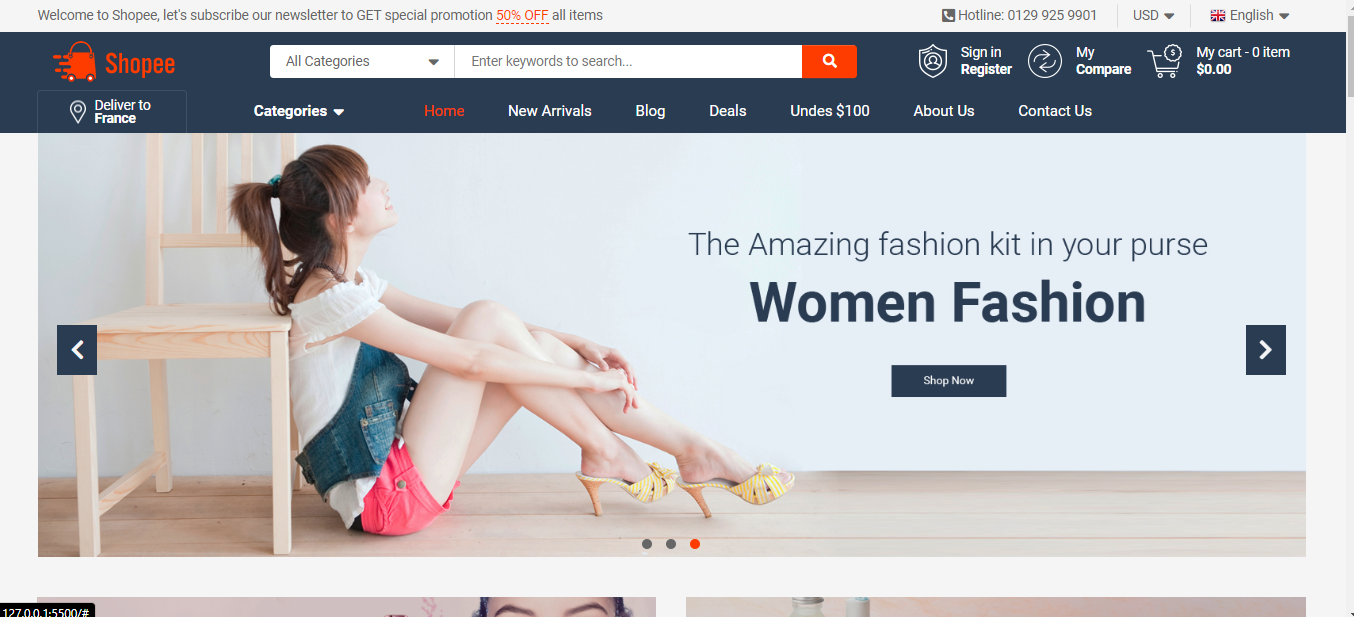 Welcome to Shopee, let's subscribe our newsletter to GET special promotion 50% OFF all items
Hotline: 0129 925 9901
USD
English
Shopee
All Categories
Enter keywords to search...
Sign in
Register
My
Compare
My cart - 0 item
$0.00
$
Deliver to
France
Categories
Home
New Arrivals
Blog
Deals
Undes $100
About Us
Contact Us
The Amazing fashion kit in your purse
Women Fashion
Shop Now
127.0.0.1:5500/#